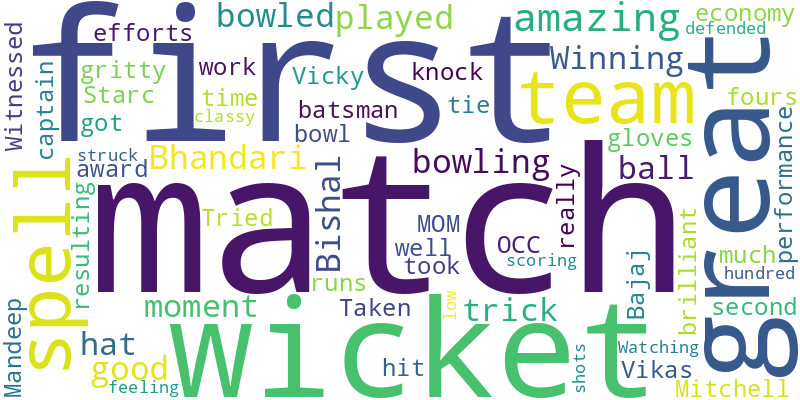 first
match
wicket
great
team
spell
bowled
played
amazing
economy
defended
efforts
Winning
Witnessed
captain
gritty
work
Vicky
knock
Starc
time
batsman
tie
fours
got
classy
bowl
gloves
performance
struck
award
Bhandari
Bishal
bowling
ball
really
resulting
Tried
MOM
well
took
OCC
scoring
much
hundred
brilliant
Bajaj
runs
moment
Taken
low
trick
second
Mandeep
hat
good
feeling
hit
shots
Watching
Vikas
Mitchell